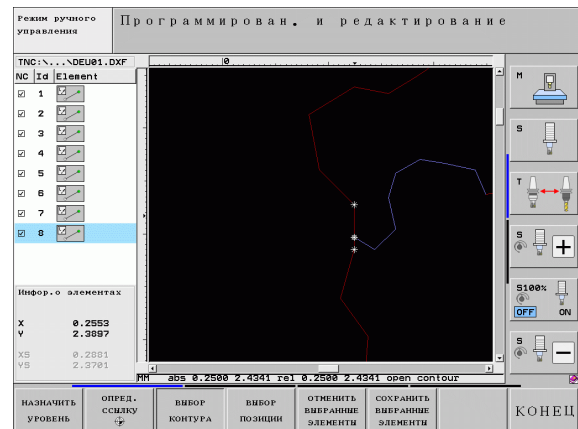 Режим ручного
управления
Программирован. и редактирование
TNC:\...\DEU01.DXF
NC Id Element
1
2
3
4
5
6
7
8
0
Инфор.о элементах
X 0.2553
Y 2.3897
XS 0.2881
YS 2.3701
MM abs 0.2500 2.4341 rel 0.2500 2.4341 open contour
M
S
T
S
S100%
OFF ON
S
НАЗНАЧИТЬ
УРОВЕНЬ
ОПРЕД.
ССЫЛКУ
ВЫБОР
КОНТУРА
ВЫБОР
ПОЗИЦИИ
ОТМЕНИТЬ
ВЫБРАННЫЕ
ЭЛЕМЕНТЫ
СОХРАНИТЬ
ВЫБРАННЫЕ
ЭЛЕМЕНТЫ
КОНЕЦ